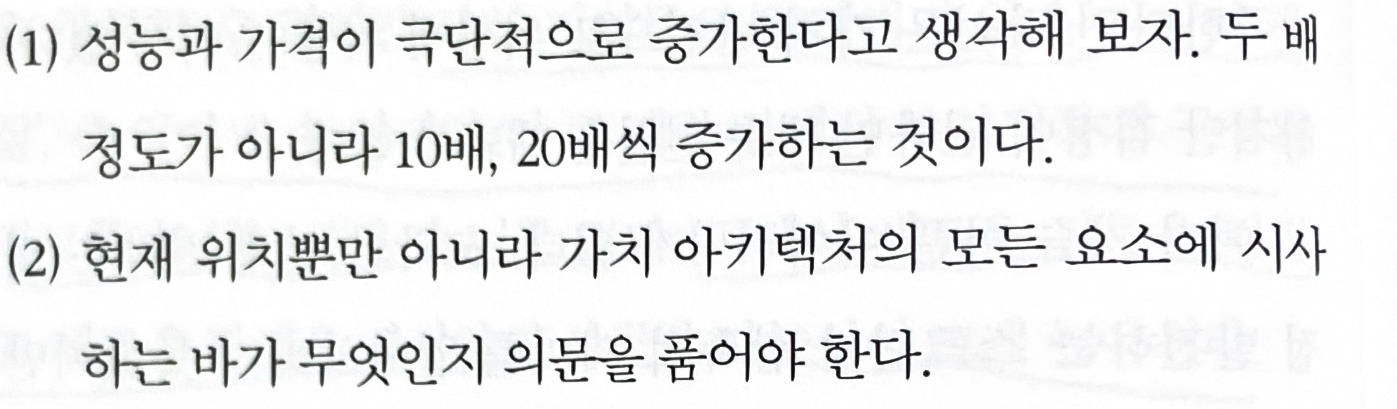 (1) 성능과 가격이 극단적으로 증가한다고 생각해 보자. 두 배
정도가 아니라 10배, 20배씩 증가하는 것이다.
(2) 현재 위치뿐만 아니라 가치 아키텍처의 모든 요소에 시사
하는 바가 무엇인지 의문을 품어야 한다.